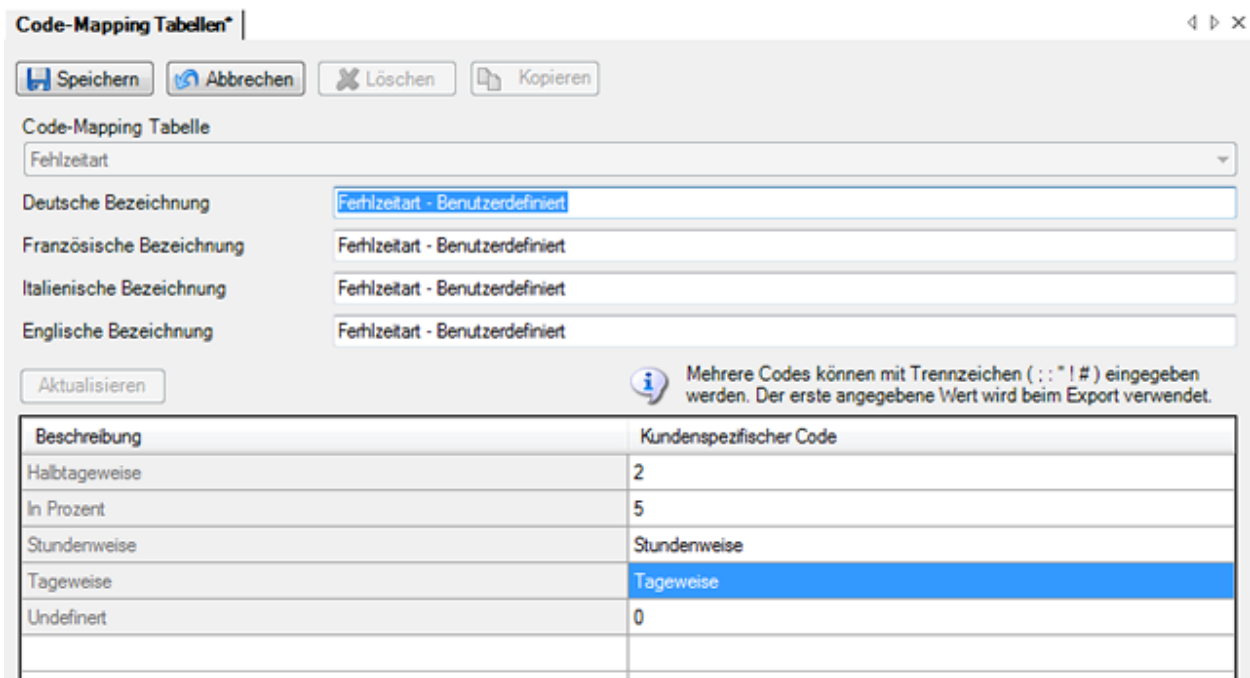 Code-Mapping Tabellen*
Speichern Abbrechen Löschen Kopieren
Code-Mapping Tabelle
Fehlzeitart
Deutsche Bezeichnung Ferhlzeitart - Benutzerdefiniert
Französische Bezeichnung Ferhlzeitart - Benutzerdefiniert
Italienische Bezeichnung Ferhlzeitart - Benutzerdefiniert
Englische Bezeichnung Ferhlzeitart - Benutzerdefiniert
Aktualisieren
Mehrere Codes können mit Trennzeichen ( ; : " ! # ) eingegeben
werden. Der erste angegebene Wert wird beim Export verwendet.
Beschreibung Kundenspezifischer Code
Halbtageweise 2
In Prozent 5
Stundenweise Stundenweise
Tageweise Tageweise
Undefinert 0